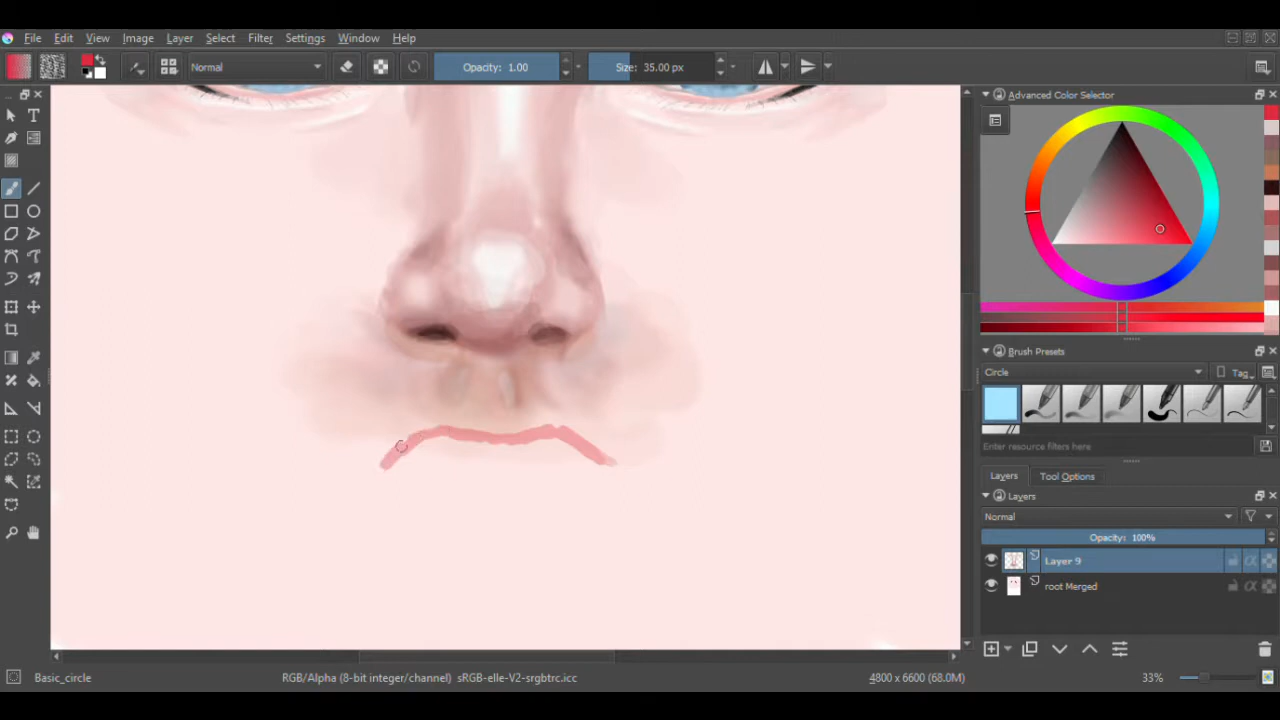 File Edit View Image Layer Select Filter Settings Window Help
Normal Opacity: 1.00 Size: 35.00 px
T
Advanced Color Selector
Brush Presets
Circle Tag
Enter resource filters here
Layers Tool Options
Layers
Normal
Opacity: 100%
Layer 9
root Merged
Basic_circle RGB/Alpha (8-bit integer/channel) sRGB-elle-V2-srgbtrc.icc 4800 x 6600 (68.0M) 33%